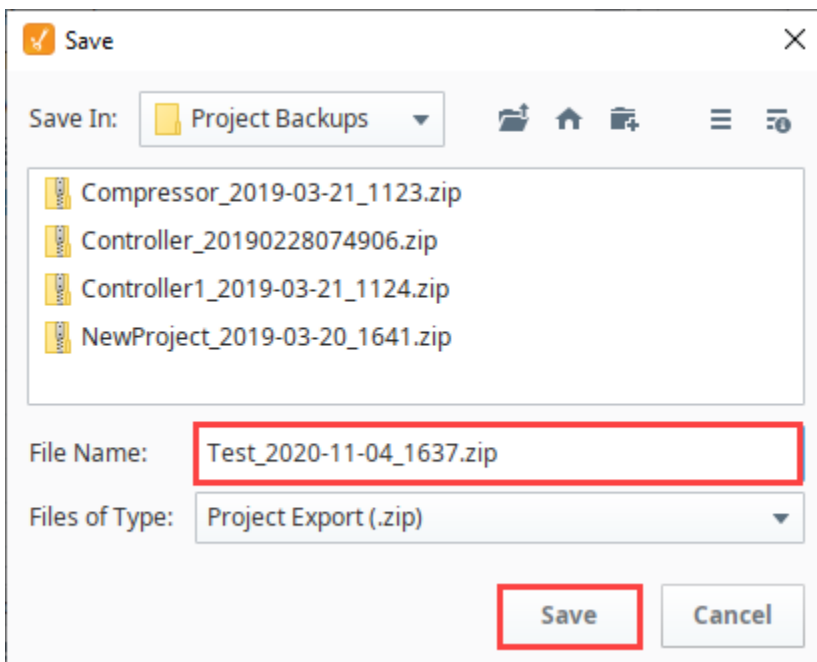 Save
Save In: Project Backups
Compressor_2019-03-21_1123.zip
Controller_20190228074906.zip
Controller1_2019-03-21_1124.zip
NewProject_2019-03-20_1641.zip
File Name: Test_2020-11-04_1637.zip
Files of Type: Project Export (.zip)
Save Cancel